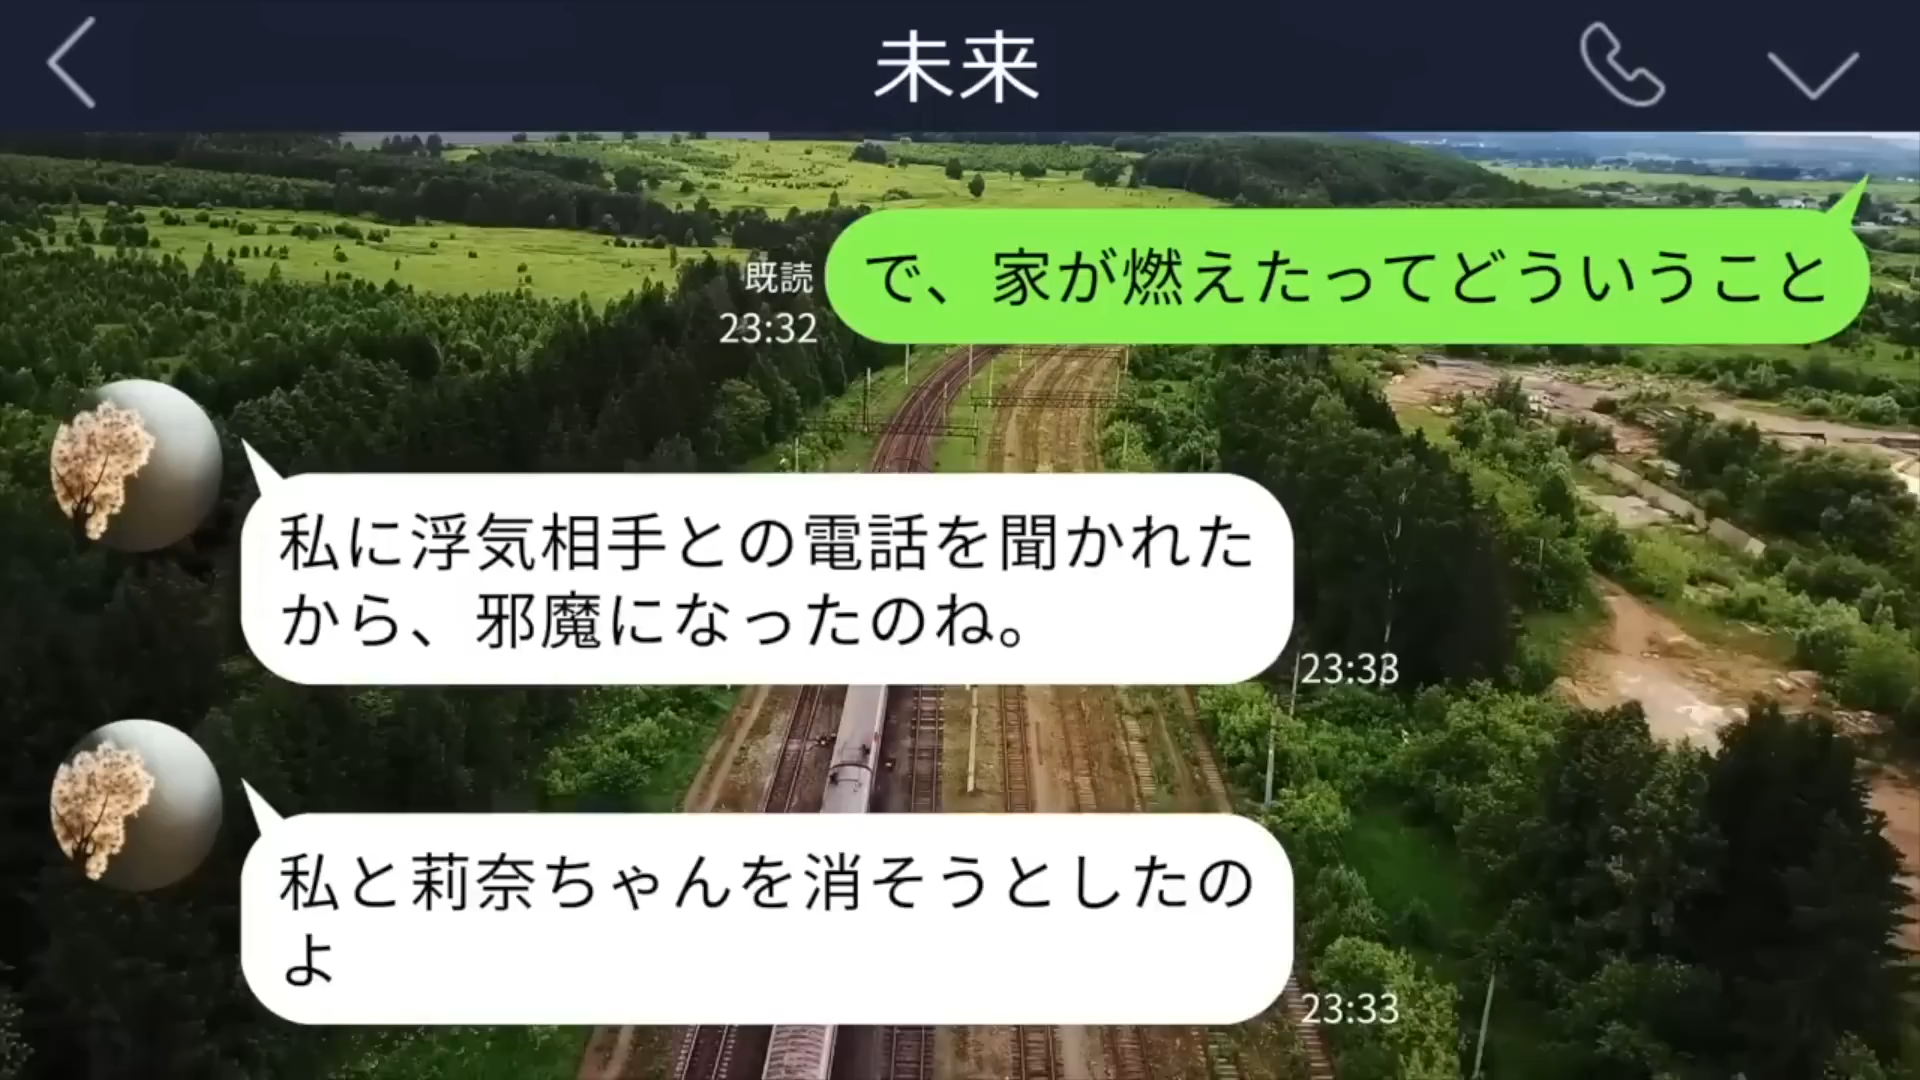 未来
で、家が燃えたってどういうこと
既読
23:32
私に浮気相手との電話を聞かれた
から、邪魔になったのね。
23:33
私と莉奈ちゃんを消そうとしたの
よ
23:33